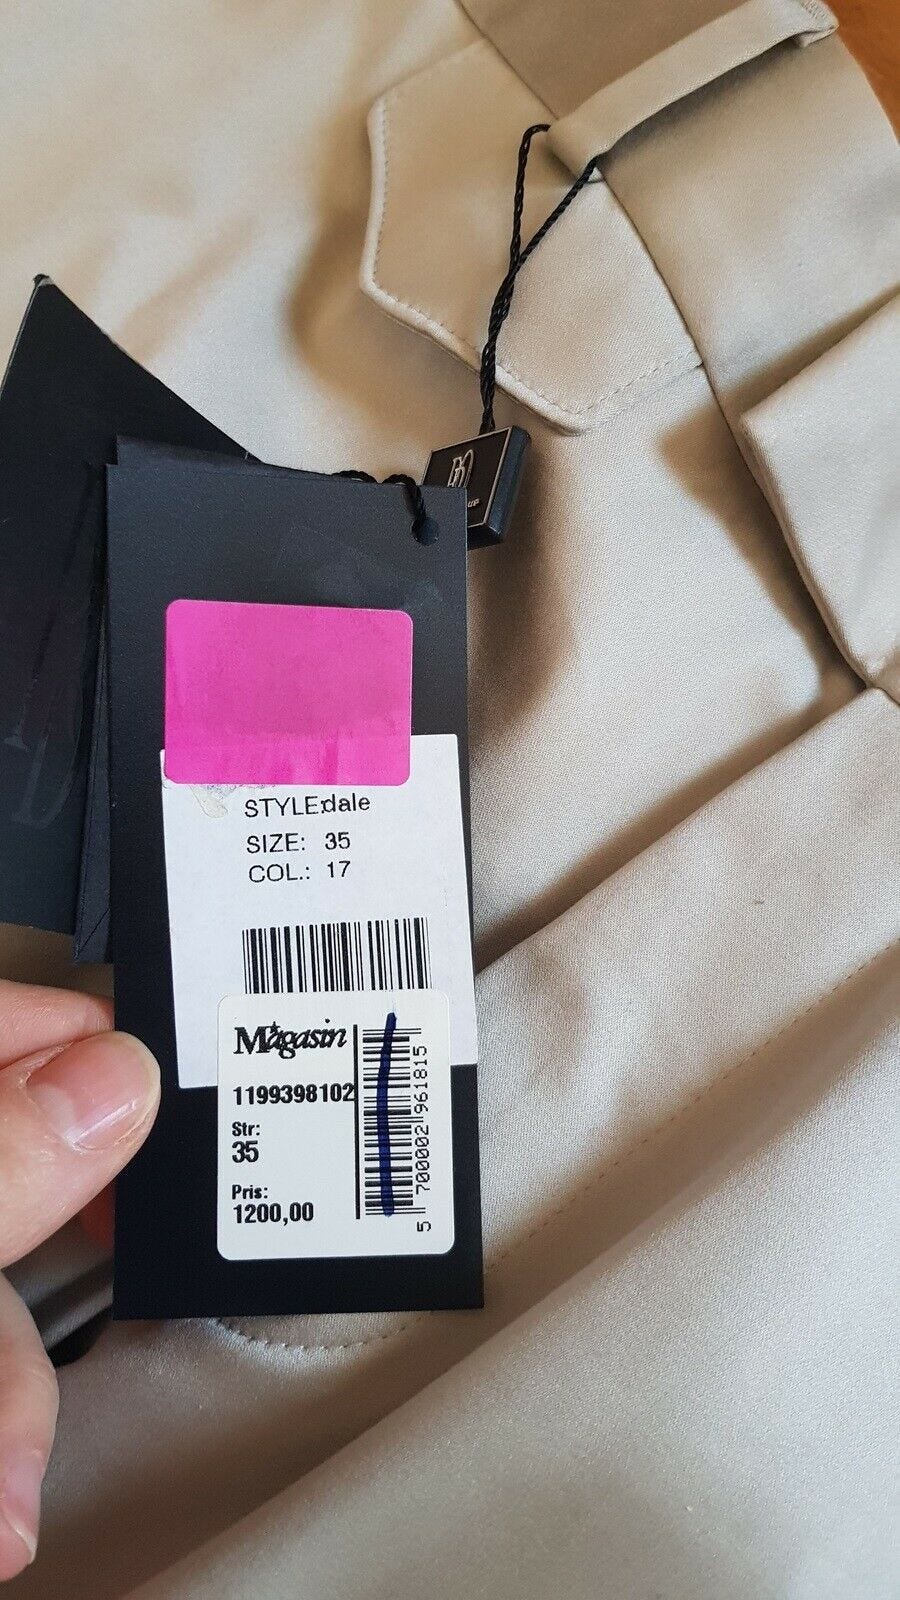 STYLE:dale
SIZE: 35
COL.: 17
Magasin
1199398102
Str:
35
Pris:
1200,00
5 700002 961815